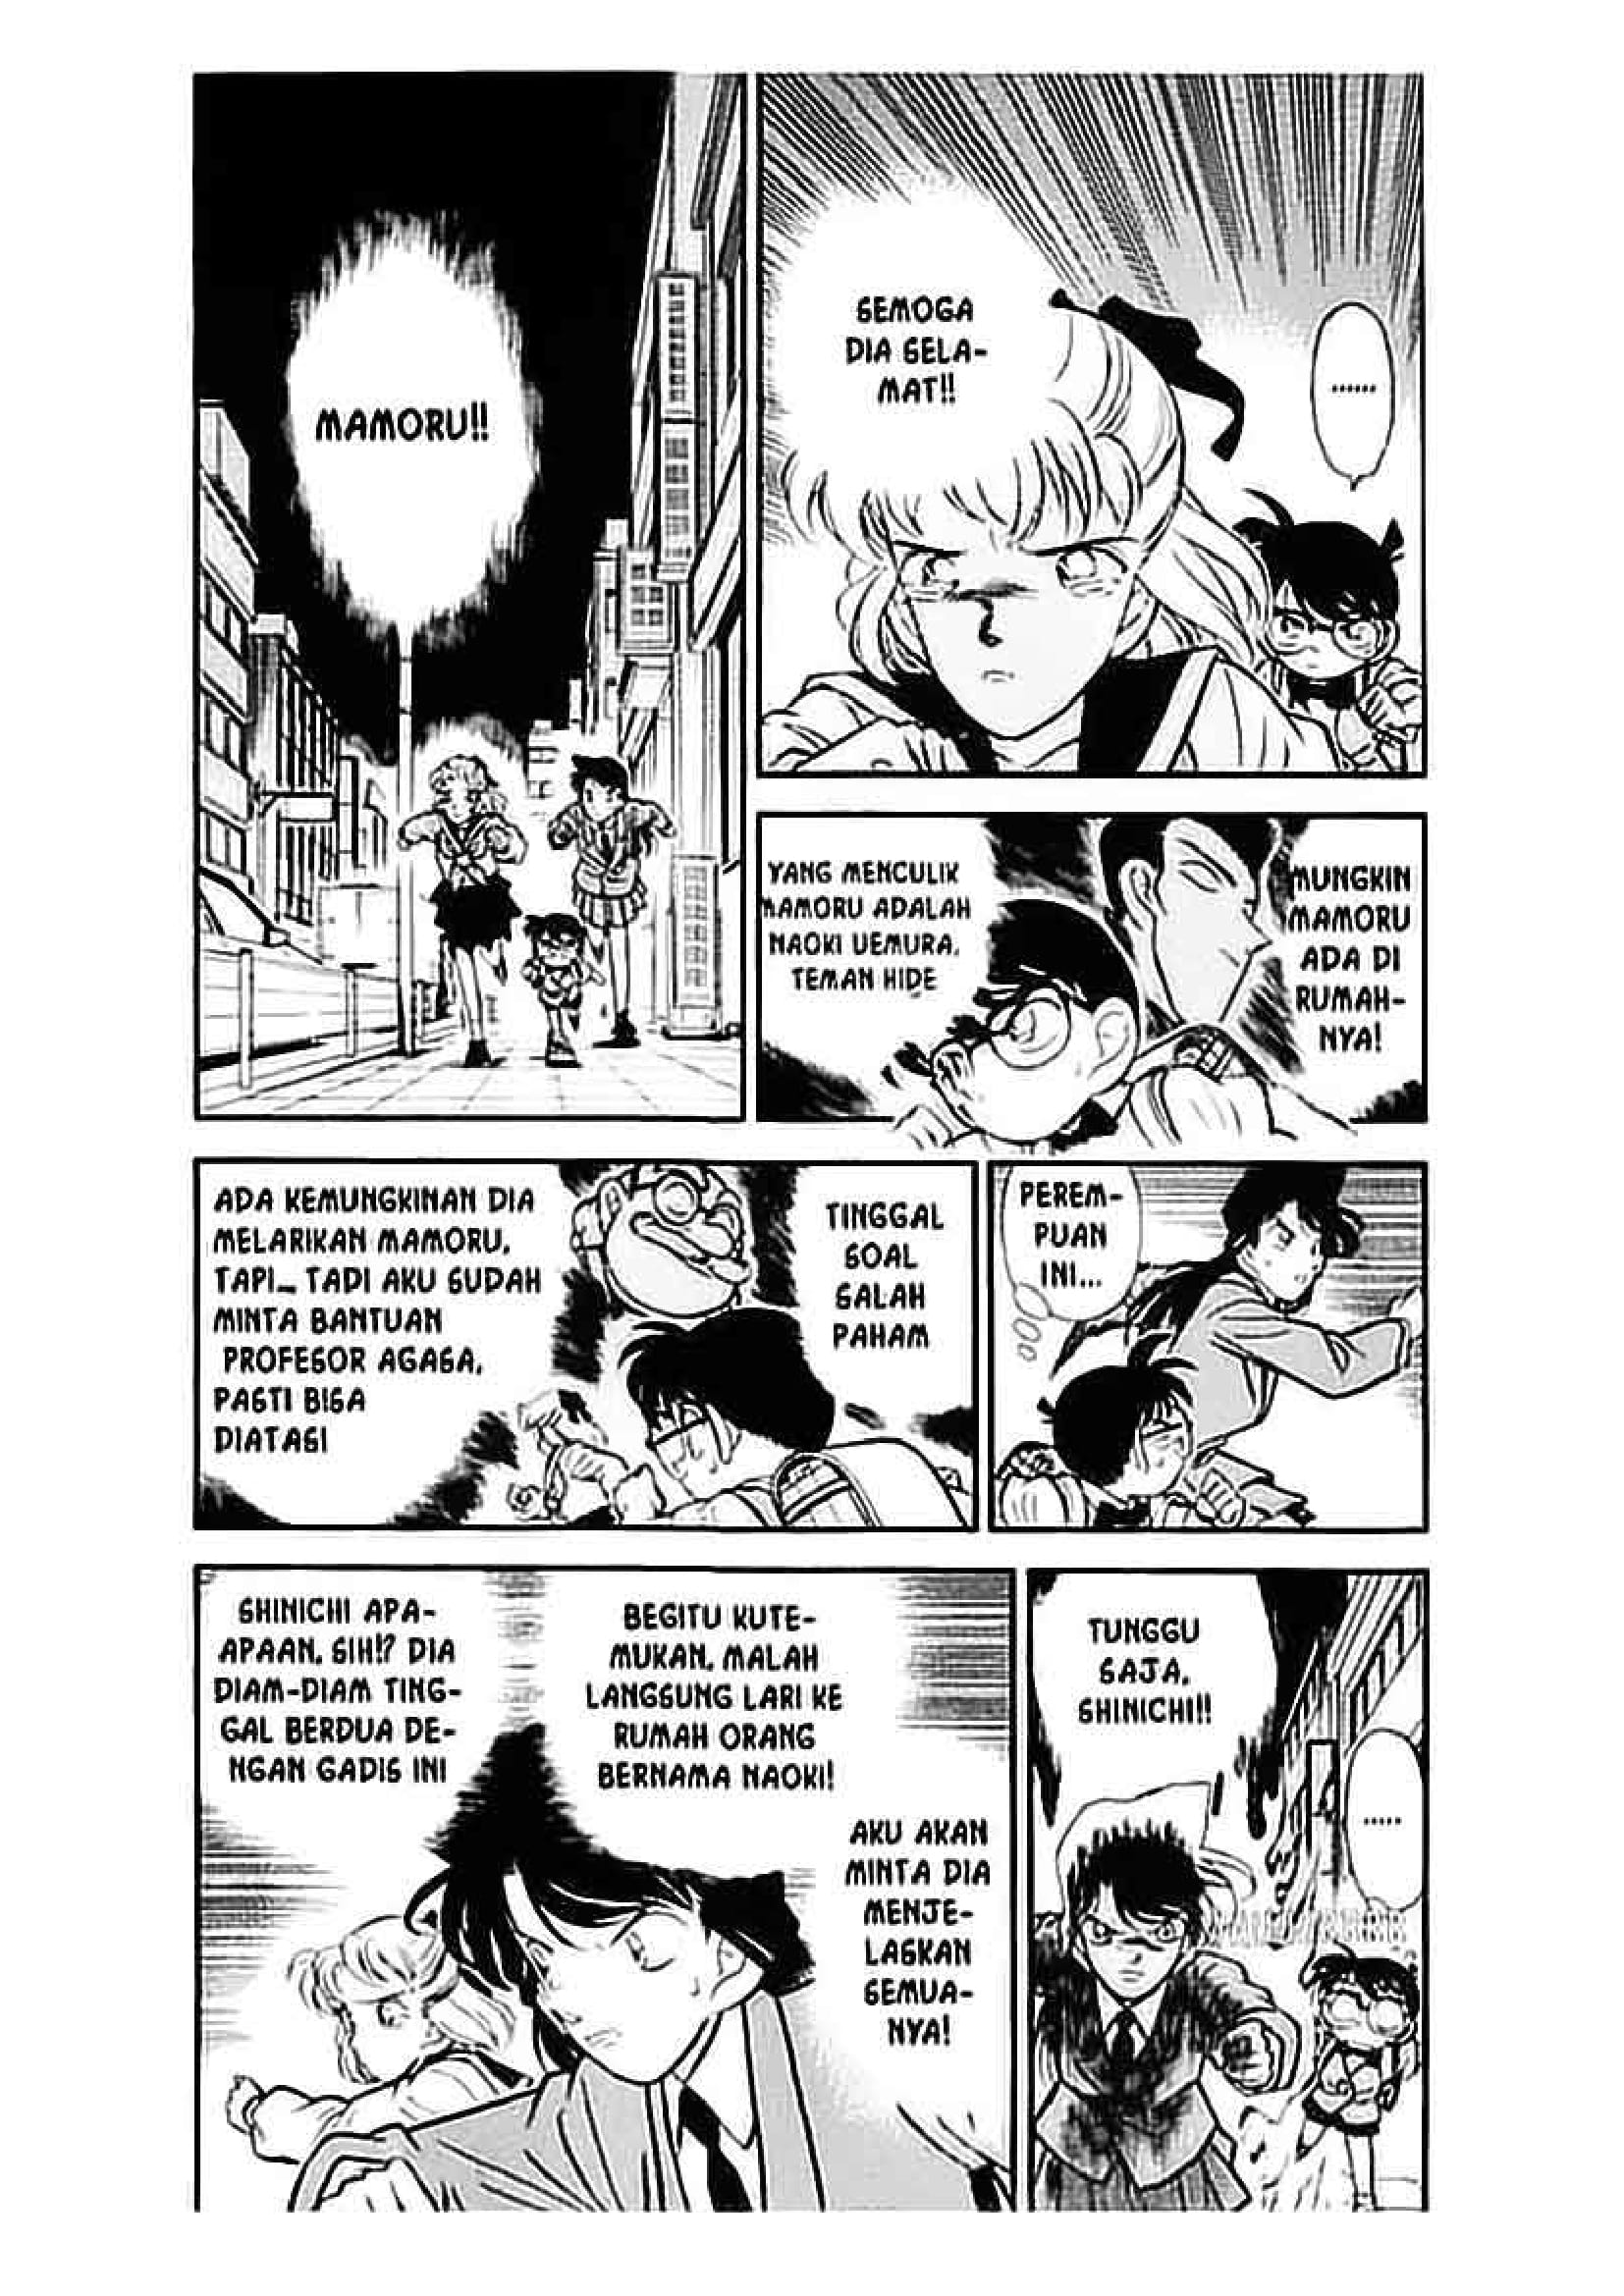 SEMOGA
DIA SELA-
MAT!!
......
MAMORU!!
MUNGKIN
MAMORU
ADA DI
RUMAH-
NYA!
YANG MENCULIK
MAMORU ADALAH
NAOKI UEMURA,
TEMAN HIDE
PEREM-
PUAN
INI...
TINGGAL
SOAL
SALAH
PAHAM
ADA KEMUNGKINAN DIA
MELARIKAN MAMORU,
TAPI... TADI AKU SUDAH
MINTA BANTUAN
PROFESOR AGASA,
PASTI BISA
DIATASI
TUNGGU
SAJA,
SHINICHI!!
.....
BEGITU KUTE-
MUKAN, MALAH
LANGSUNG LARI KE
RUMAH ORANG
BERNAMA NAOKI!
AKU AKAN
MINTA DIA
MENJE-
LASKAN
SEMUA-
NYA!
SHINICHI APA-
APAAN, SIH!? DIA
DIAM-DIAM TING-
GAL BERDUA DE-
NGAN GADIS INI